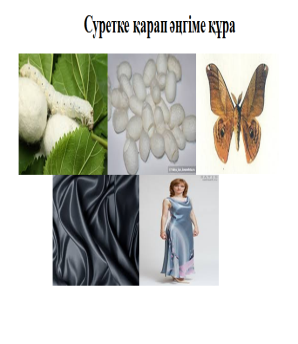 Суретке қарап әңгіме құра